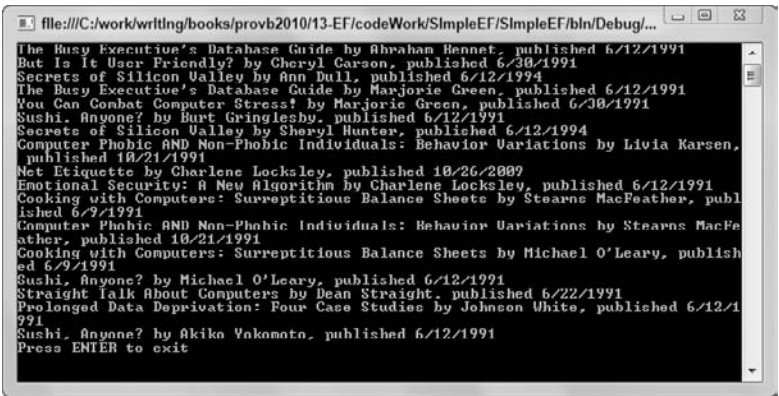 file:///C:/work/writing/books/provb2010/13-EF/codeWork/SimpleEF/SimpleEF/bin/Debug/...
The Busy Executive's Database Guide by Abraham Bennet, published 6/12/1991
But Is It User Friendly? by Cheryl Carson, published 6/30/1991
Secrets of Silicon Valley by Ann Dull, published 6/12/1994
The Busy Executive's Database Guide by Marjorie Green, published 6/12/1991
You Can Combat Computer Stress! by Marjorie Green, published 6/30/1991
Sushi, Anyone? by Burt Gringlesby, published 6/12/1991
Secrets of Silicon Valley by Sheryl Hunter, published 6/12/1994
Computer Phobic AND Non-Phobic Individuals: Behavior Variations by Livia Karsen,
published 10/21/1991
Net Etiquette by Charlene Locksley, published 10/26/2009
Emotional Security: A New Algorithm by Charlene Locksley, published 6/12/1991
Cooking with Computers: Surreptitious Balance Sheets by Stearns MacFeather, publ
ished 6/9/1991
Computer Phobic AND Non-Phobic Individuals: Behavior Variations by Stearns MacFe
ather, published 10/21/1991
Cooking with Computers: Surreptitious Balance Sheets by Michael O'Leary, publish
ed 6/9/1991
Sushi, Anyone? by Michael O'Leary, published 6/12/1991
Straight Talk About Computers by Dean Straight, published 6/22/1991
Prolonged Data Deprivation: Four Case Studies by Johnson White, published 6/12/1
991
Sushi, Anyone? by Akiko Yokomoto, published 6/12/1991
Press ENTER to exit